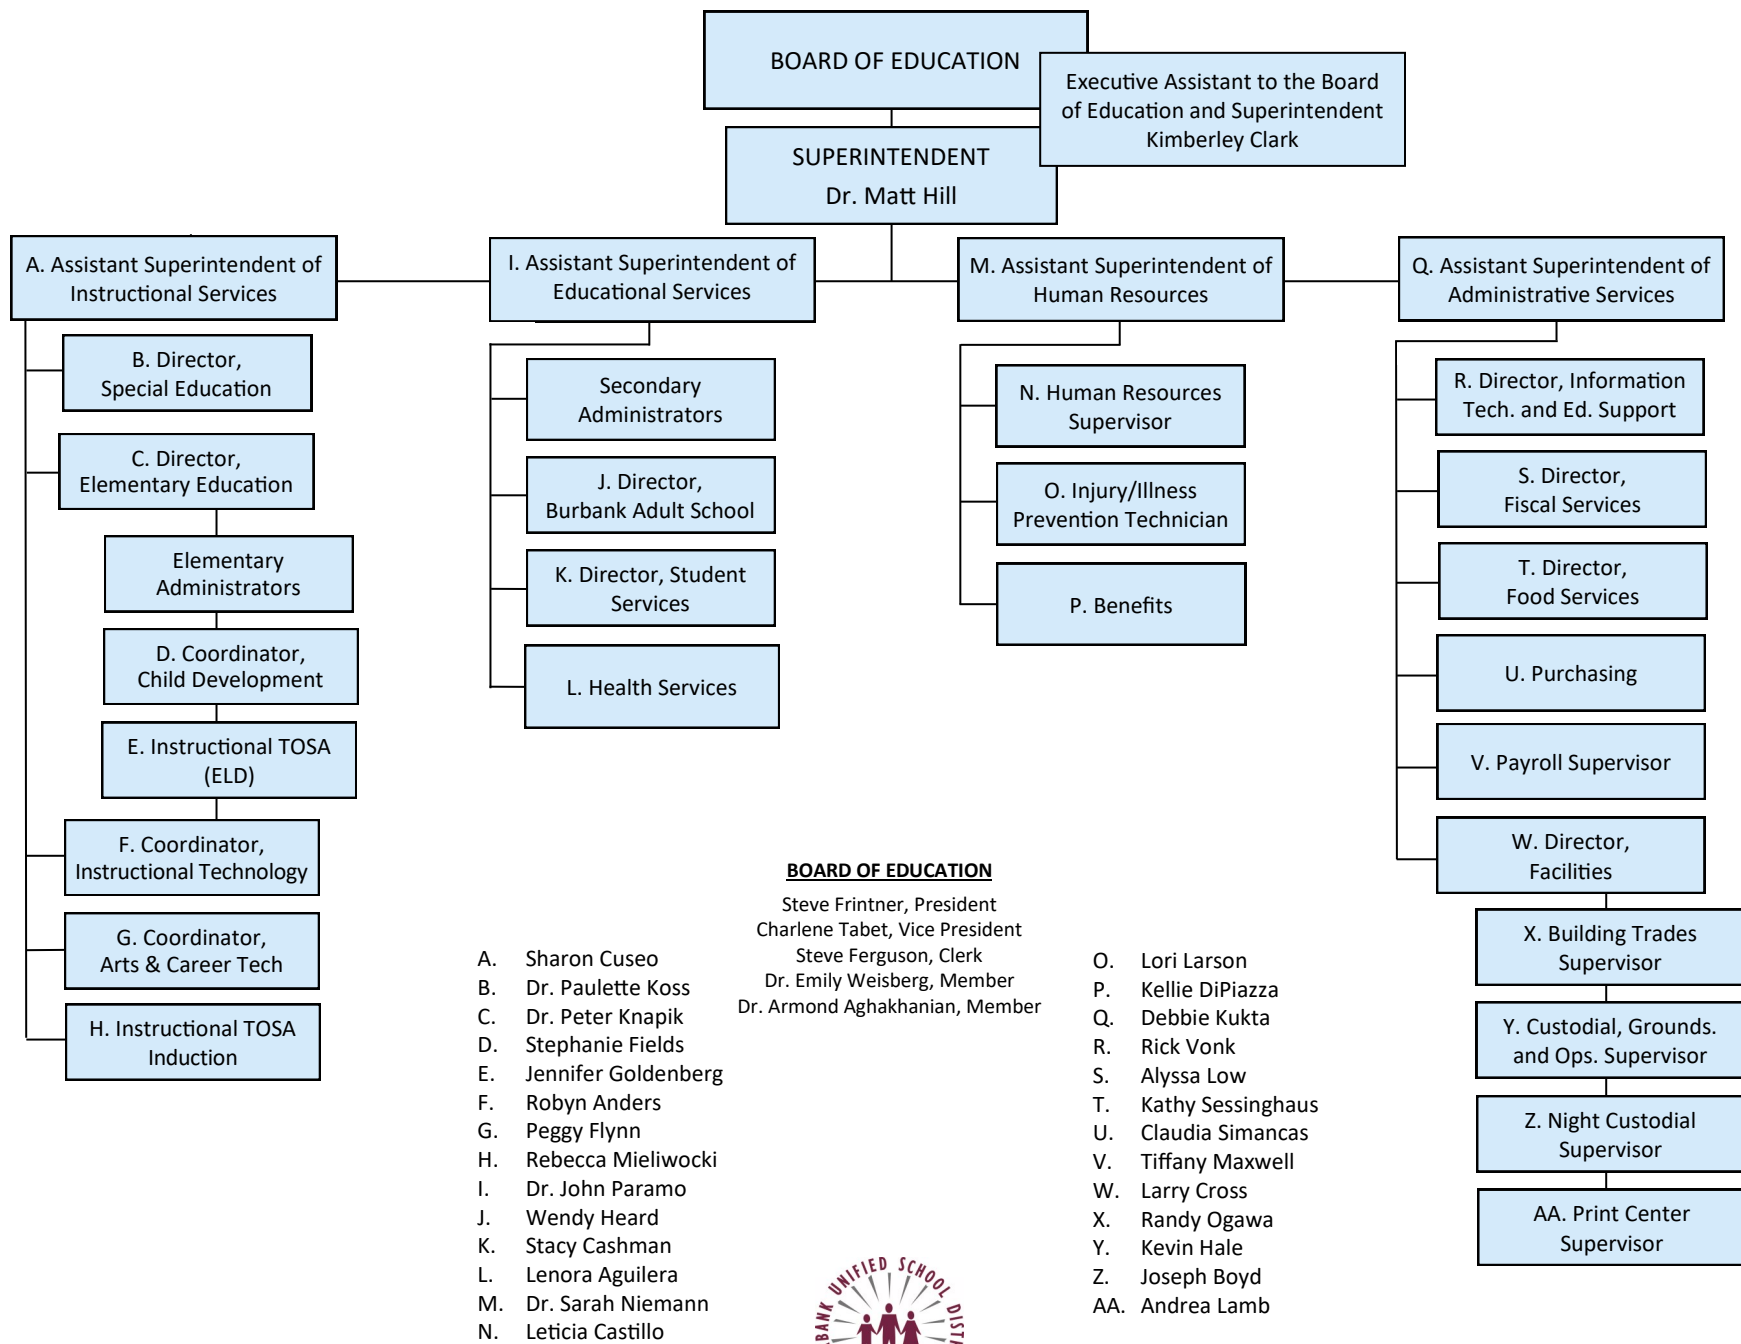 BOARD OF EDUCATION
Executive Assistant to the Board
of Education and Superintendent
Kimberley Clark
SUPERINTENDENT
Dr. Matt Hill
A. Assistant Superintendent of
Instructional Services
B. Director,
Special Education
C. Director,
Elementary Education
Elementary
Administrators
D. Coordinator,
Child Development
E. Instructional TOSA
(ELD)
F. Coordinator,
Instructional Technology
G. Coordinator,
Arts & Career Tech
H. Instructional TOSA
Induction
I. Assistant Superintendent of
Educational Services
Secondary
Administrators
J. Director,
Burbank Adult School
K. Director, Student
Services
L. Health Services
M. Assistant Superintendent of
Human Resources
N. Human Resources
Supervisor
O. Injury/Illness
Prevention Technician
P. Benefits
Q. Assistant Superintendent of
Administrative Services
R. Director, Information
Tech. and Ed. Support
S. Director,
Fiscal Services
T. Director,
Food Services
U. Purchasing
V. Payroll Supervisor
W. Director,
Facilities
X. Building Trades
Supervisor
Y. Custodial, Grounds.
and Ops. Supervisor
Z. Night Custodial
Supervisor
AA. Print Center
Supervisor
BOARD OF EDUCATION
Steve Frintner, President
Charlene Tabet, Vice President
Steve Ferguson, Clerk
Dr. Emily Weisberg, Member
Dr. Armond Aghakhanian, Member
A. Sharon Cuseo
B. Dr. Paulette Koss
C. Dr. Peter Knapik
D. Stephanie Fields
E. Jennifer Goldenberg
F. Robyn Anders
G. Peggy Flynn
H. Rebecca Mieliwocki
I. Dr. John Paramo
J. Wendy Heard
K. Stacy Cashman
L. Lenora Aguilera
M. Dr. Sarah Niemann
N. Leticia Castillo
O. Lori Larson
P. Kellie DiPiazza
Q. Debbie Kukta
R. Rick Vonk
S. Alyssa Low
T. Kathy Sessinghaus
U. Claudia Simancas
V. Tiffany Maxwell
W. Larry Cross
X. Randy Ogawa
Y. Kevin Hale
Z. Joseph Boyd
AA. Andrea Lamb
UNIFIED SCHOOL